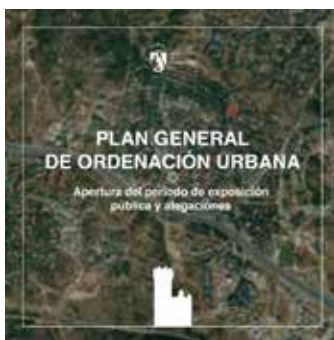 PLAN GENERAL
DE ORDENACIÓN URBANA
Apertura del periodo de exposición
pública y alegaciones